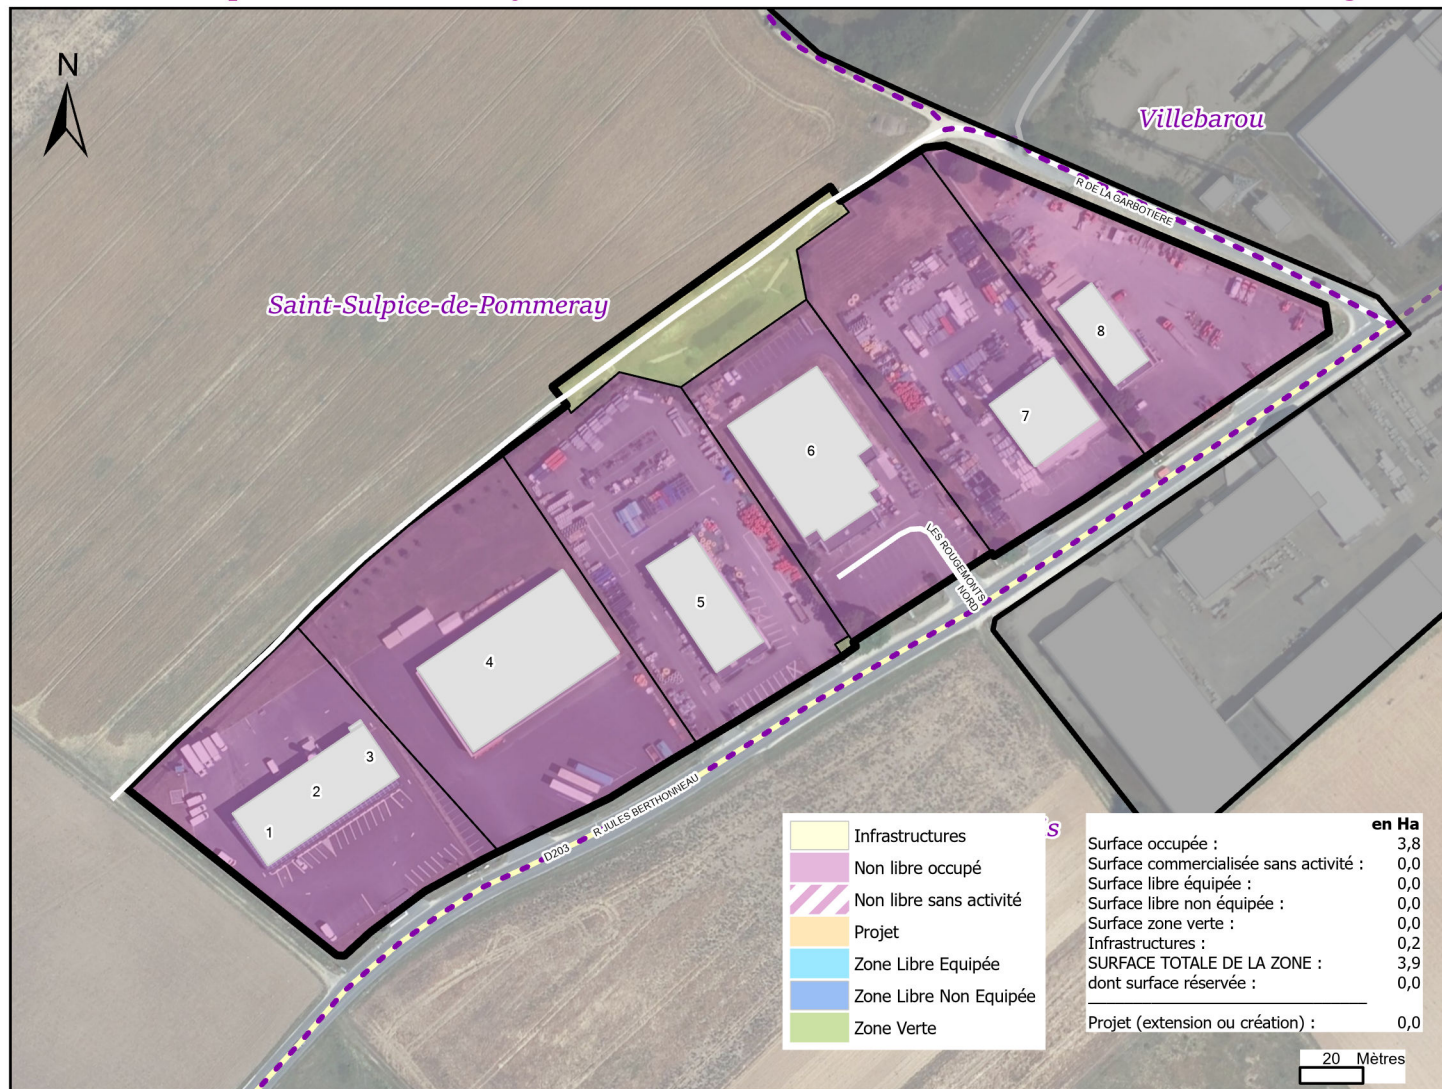 N
Villebarou
R DE LA GARBOTIERE
Saint-Sulpice-de-Pommeray
8
7
6
LES ROUGEMONTS
NORD
5
4
3
2
1
R JULES BERTHONNEAU
D203
is
Infrastructures
Non libre occupé
Non libre sans activité
Projet
Zone Libre Equipée
Zone Libre Non Equipée
Zone Verte
en Ha
Surface occupée : 3,8
Surface commercialisée sans activité : 0,0
Surface libre équipée : 0,0
Surface libre non équipée : 0,0
Surface zone verte : 0,0
Infrastructures : 0,2
SURFACE TOTALE DE LA ZONE : 3,9
dont surface réservée : 0,0
Projet (extension ou création) : 0,0
20 Mètres